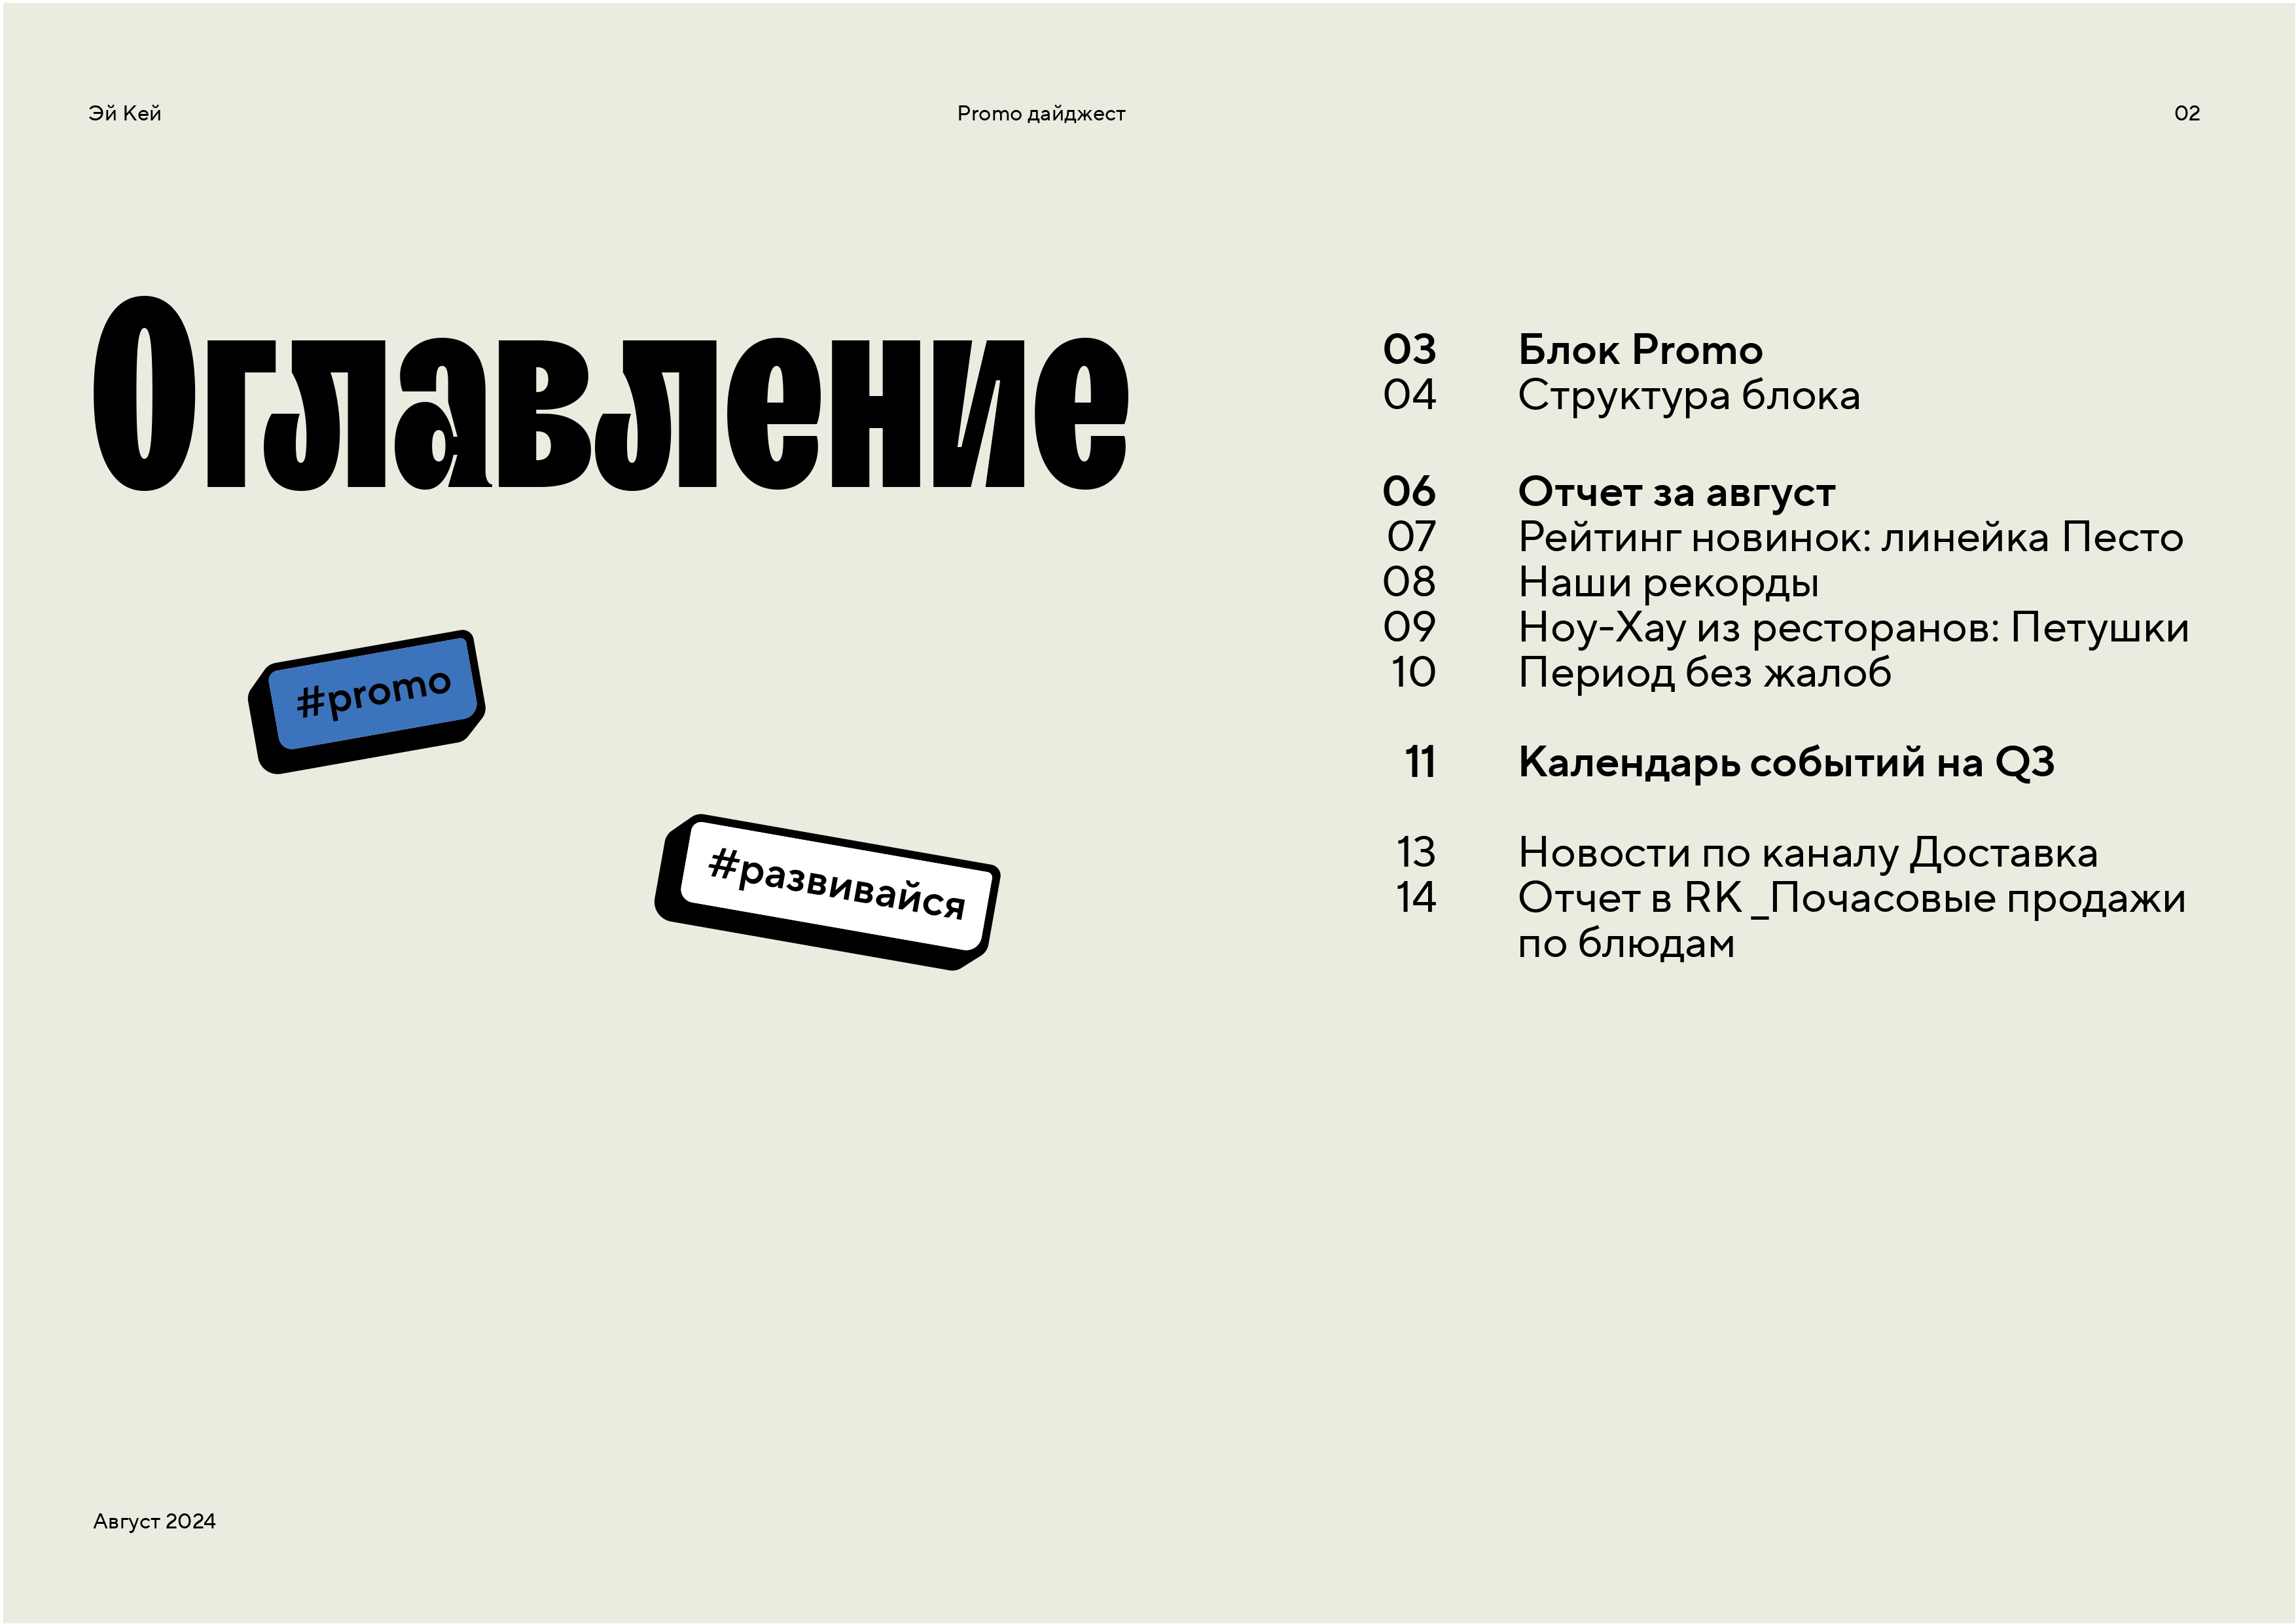 Эй Кей
Promo дайджест
02
Оглавление
#promo
#развивайся
03 Блок Promo
04 Структура блока
06 Отчет за август
07 Рейтинг новинок: линейка Песто
08 Наши рекорды
09 Ноу-Хау из ресторанов: Петушки
10 Период без жалоб
11 Календарь событий на Q3
13 Новости по каналу Доставка
14 Отчет в RK _Почасовые продажи
по блюдам
Август 2024